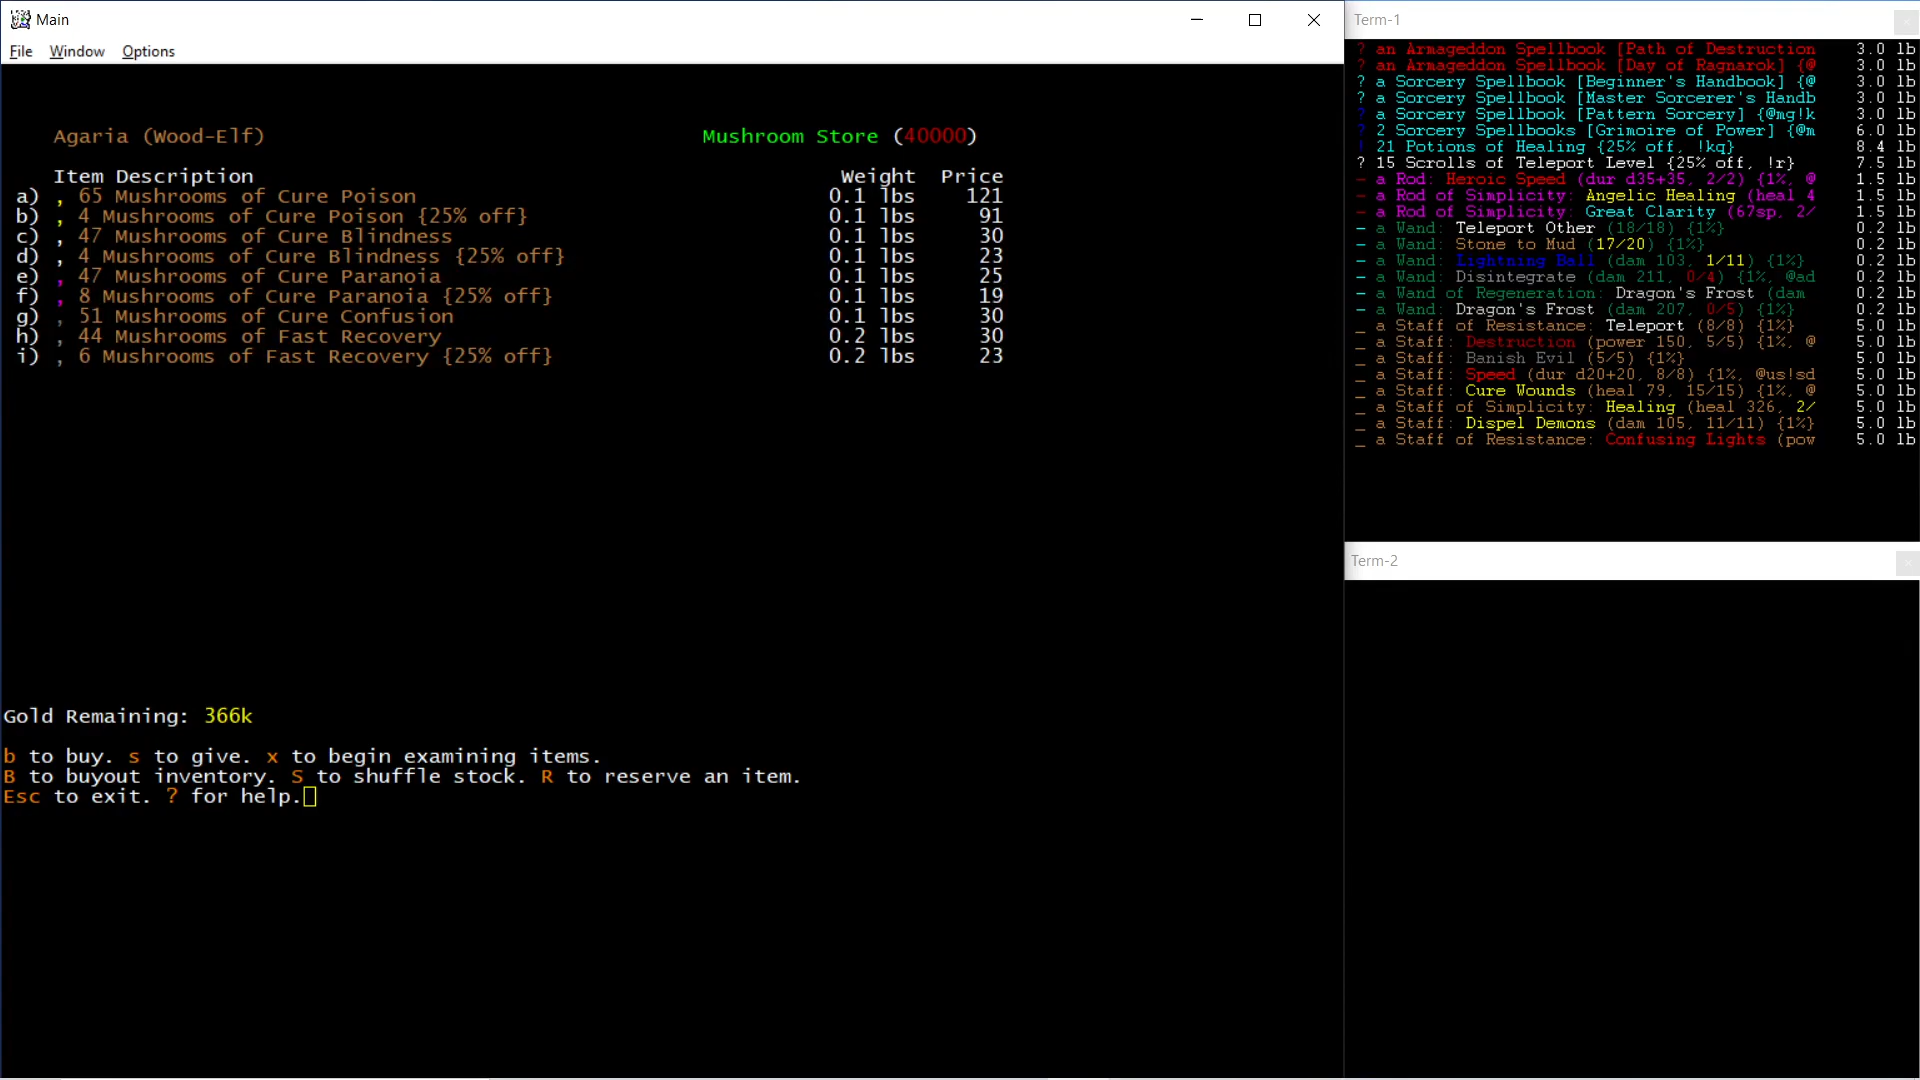 Main
File Window Options
Agaria (Wood-Elf) Mushroom Store (40000)
Item Description Weight Price
a) , 65 Mushrooms of Cure Poison 0.1 lbs 121
b) , 4 Mushrooms of Cure Poison {25% off} 0.1 lbs 91
c) , 47 Mushrooms of Cure Blindness 0.1 lbs 30
d) , 4 Mushrooms of Cure Blindness {25% off} 0.1 lbs 23
e) , 47 Mushrooms of Cure Paranoia 0.1 lbs 25
f) , 8 Mushrooms of Cure Paranoia {25% off} 0.1 lbs 19
g) , 51 Mushrooms of Cure Confusion 0.1 lbs 30
h) , 44 Mushrooms of Fast Recovery 0.2 lbs 30
i) , 6 Mushrooms of Fast Recovery {25% off} 0.2 lbs 23
Gold Remaining: 366k
b to buy. s to give. x to begin examining items.
B to buyout inventory. S to shuffle stock. R to reserve an item.
Esc to exit. ? for help.
Term-1
? an Armageddon Spellbook [Path of Destruction 3.0 lb
? an Armageddon Spellbook [Day of Ragnarok] {@ 3.0 lb
? a Sorcery Spellbook [Beginner's Handbook] {@ 3.0 lb
? a Sorcery Spellbook [Master Sorcerer's Handb 3.0 lb
? a Sorcery Spellbook [Pattern Sorcery] {@mg!k 3.0 lb
? 2 Sorcery Spellbooks [Grimoire of Power] {@m 6.0 lb
! 21 Potions of Healing {25% off, !kq} 8.4 lb
? 15 Scrolls of Teleport Level {25% off, !r} 7.5 lb
- a Rod: Heroic Speed (dur d35+35, 2/2) {1%, @ 1.5 lb
- a Rod of Simplicity: Angelic Healing (heal 4 1.5 lb
- a Rod of Simplicity: Great Clarity (67sp, 2/ 1.5 lb
- a Wand: Teleport Other (18/18) {1%} 0.2 lb
- a Wand: Stone to Mud (17/20) {1%} 0.2 lb
- a Wand: Lightning Ball (dam 103, 1/11) {1%} 0.2 lb
- a Wand: Disintegrate (dam 211, 0/4) {1%, @ad 0.2 lb
- a Wand of Regeneration: Dragon's Frost (dam 0.2 lb
- a Wand: Dragon's Frost (dam 207, 0/5) {1%} 0.2 lb
_ a Staff of Resistance: Teleport (8/8) {1%} 5.0 lb
_ a Staff: Destruction (power 150, 5/5) {1%, @ 5.0 lb
_ a Staff: Banish Evil (5/5) {1%} 5.0 lb
_ a Staff: Speed (dur d20+20, 8/8) {1%, @us!sd 5.0 lb
_ a Staff: Cure Wounds (heal 79, 15/15) {1%, @ 5.0 lb
_ a Staff of Simplicity: Healing (heal 326, 2/ 5.0 lb
_ a Staff: Dispel Demons (dam 105, 11/11) {1%} 5.0 lb
_ a Staff of Resistance: Confusing Lights (pow 5.0 lb
Term-2